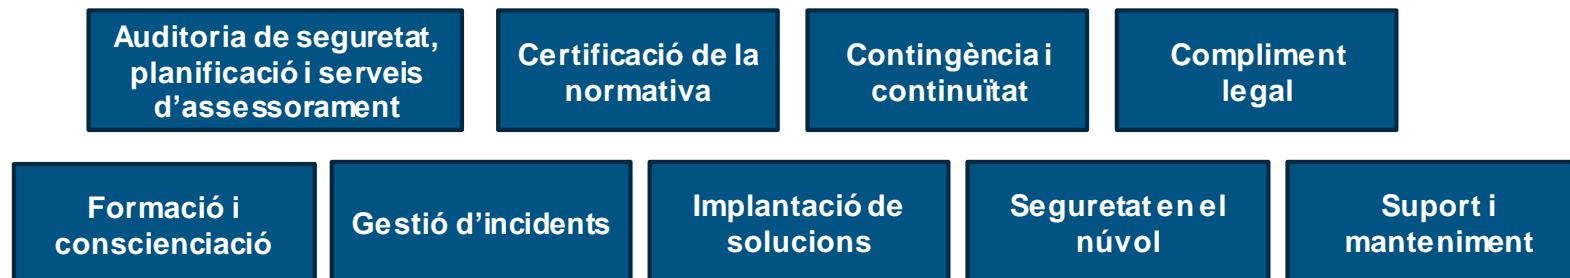 Auditoria de seguretat,
planificació i serveis
d’assessorament
Certificació de la
normativa
Contingència i
continuïtat
Compliment
legal
Formació i
conscienciació
Gestió d’incidents
Implantació de
solucions
Seguretat en el
núvol
Suport i
manteniment